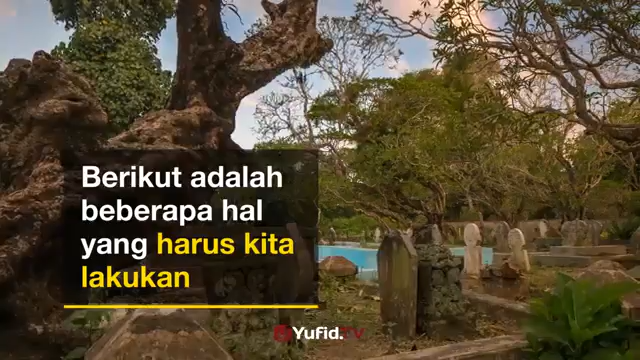 Berikut adalah
beberapa hal
yang harus kita
lakukan
Yufid.TV